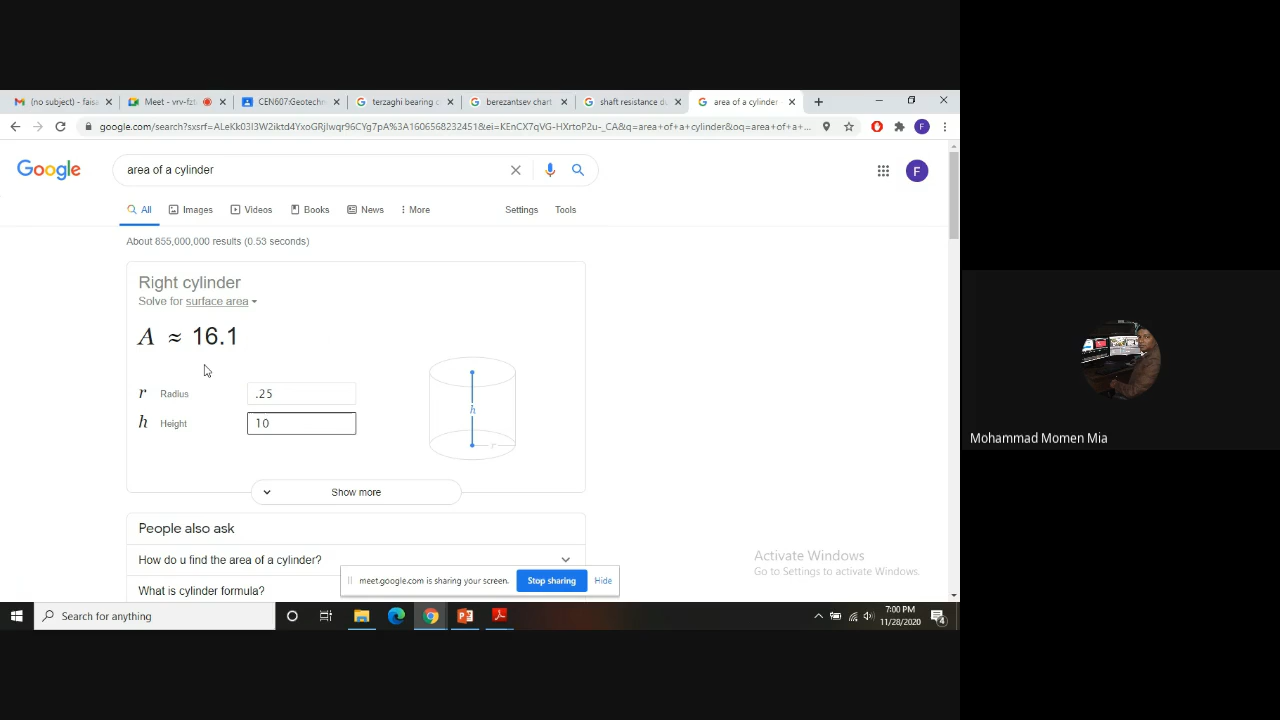 (no subject) - faisa
Meet - vrv-fzt
CEN607:Geotechn
terzaghi bearing c
berezantsev chart
shaft resistance du
area of a cylinder
google.com/search?sxsrf=ALeKk03I3W2iktd4YxoGRjlwqr96CYg7pA%3A1606568232451&ei=KEnCX7qVG-HXrtoP2u-_CA&q=area+of+a+cylinder&oq=area+of+a+...
F
Google
area of a cylinder
F
All
Images
Videos
Books
News
More
Settings
Tools
About 855,000,000 results (0.53 seconds)
Right cylinder
Solve for surface area
A ≈ 16.1
r Radius .25
h Height 10
h
r
Show more
People also ask
How do u find the area of a cylinder?
What is cylinder formula?
meet.google.com is sharing your screen.
Stop sharing
Hide
Activate Windows
Go to Settings to activate Windows.
Mohammad Momen Mia
Search for anything
7:00 PM
11/28/2020
4